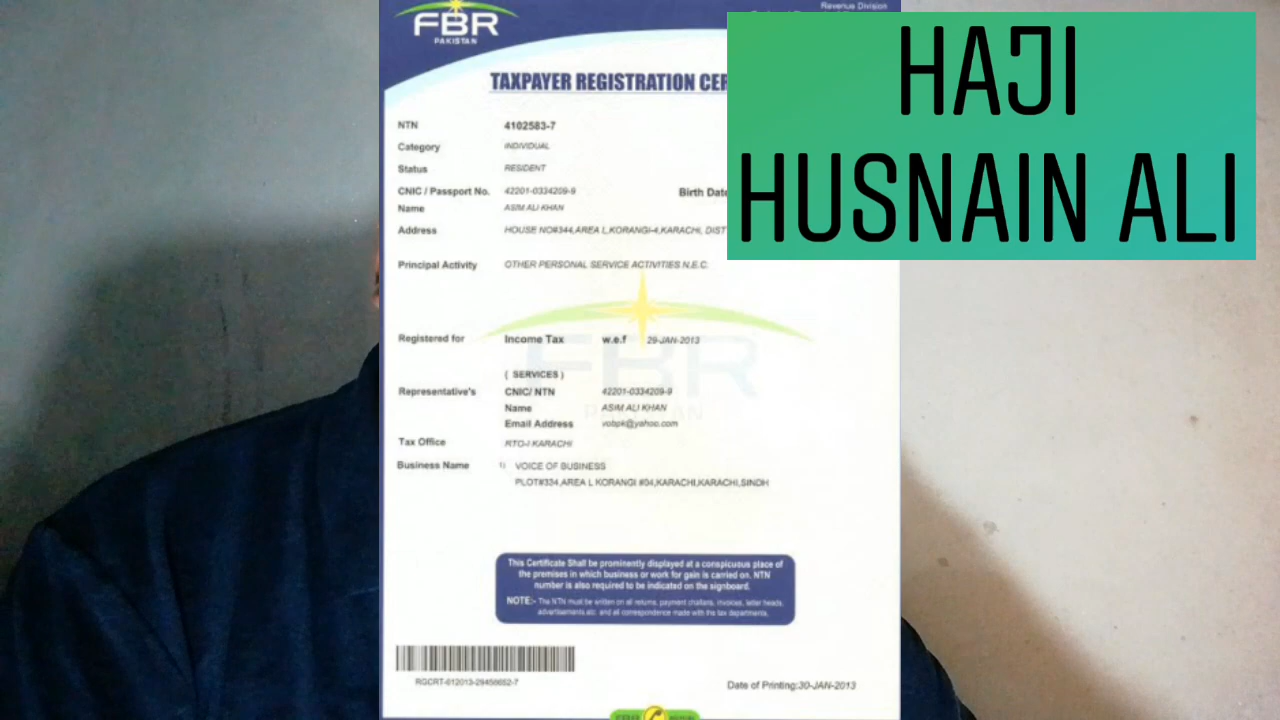 FBR
PAKISTAN
Revenue Division
HAJI
HUSNAIN ALI
TAXPAYER REGISTRATION
NTN 4102583-7
Category INDIVIDUAL
Status RESIDENT
CNIC / Passport No. 42201-0334209-9 Birth Date
Name ASIM ALI KHAN
Address HOUSE NO#344,AREA L,KORANGI-4,KARACHI, DIST
Principal Activity OTHER PERSONAL SERVICE ACTIVITIES N.E.C.
Registered for Income Tax w.e.f 29-JAN-2013
( SERVICES )
Representative's CNIC/ NTN 42201-0334209-9
Name ASIM ALI KHAN
Email Address vobpk@yahoo.com
Tax Office RTO-I KARACHI
Business Name 1) VOICE OF BUSINESS
PLOT#334,AREA L KORANGI #04,KARACHI,KARACHI,SINDH
FBR
PAKISTAN
This Certificate Shall be prominently displayed at a conspicuous place of
the premises in which business or work for gain is carried on. NTN
number is also required to be indicated on the signboard.
NOTE:- The NTN must be written on all returns, payment challans, invoices, letter heads,
advertisements etc. and all correspondence made with the tax departments.
RGCRT-012013-29456652-7
Date of Printing:30-JAN-2013